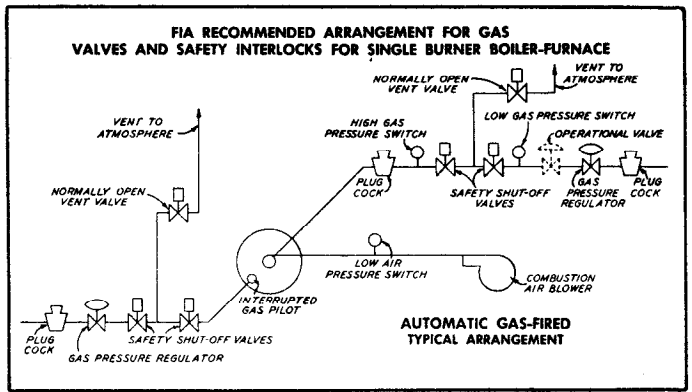 FIA RECOMMENDED ARRANGEMENT FOR GAS
VALVES AND SAFETY INTERLOCKS FOR SINGLE BURNER BOILER-FURNACE
VENT TO
ATMOSPHERE
NORMALLY OPEN
VENT VALVE
VENT TO
ATMOSPHERE
HIGH GAS
PRESSURE SWITCH
LOW GAS PRESSURE SWITCH
OPERATIONAL VALVE
NORMALLY OPEN
VENT VALVE
PLUG
COCK
SAFETY SHUT-OFF
VALVES
GAS
PRESSURE
REGULATOR
PLUG
COCK
LOW AIR
PRESSURE SWITCH
COMBUSTION
AIR BLOWER
INTERRUPTED
GAS PILOT
PLUG
COCK
SAFETY SHUT-OFF VALVES
GAS PRESSURE REGULATOR
AUTOMATIC GAS-FIRED
TYPICAL ARRANGEMENT